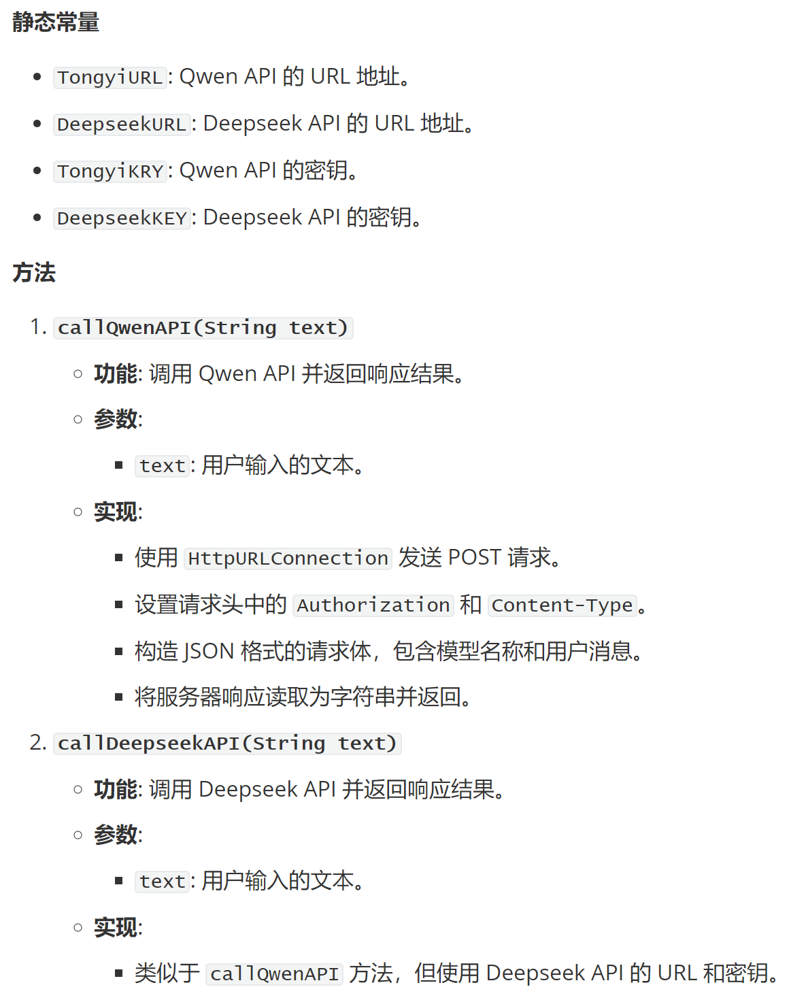 静态常量
TongyiURL: Qwen API 的 URL 地址。
DeepseekURL: Deepseek API 的 URL 地址。
TongyiKRY: Qwen API 的密钥。
DeepseekKEY: Deepseek API 的密钥。
方法
1. callQwenAPI(String text)
功能: 调用 Qwen API 并返回响应结果。
参数:
text: 用户输入的文本。
实现:
使用 HttpURLConnection 发送 POST 请求。
设置请求头中的 Authorization 和 Content-Type。
构造 JSON 格式的请求体，包含模型名称和用户消息。
将服务器响应读取为字符串并返回。
2. callDeepseekAPI(String text)
功能: 调用 Deepseek API 并返回响应结果。
参数:
text: 用户输入的文本。
实现:
类似于 callQwenAPI 方法，但使用 Deepseek API 的 URL 和密钥。